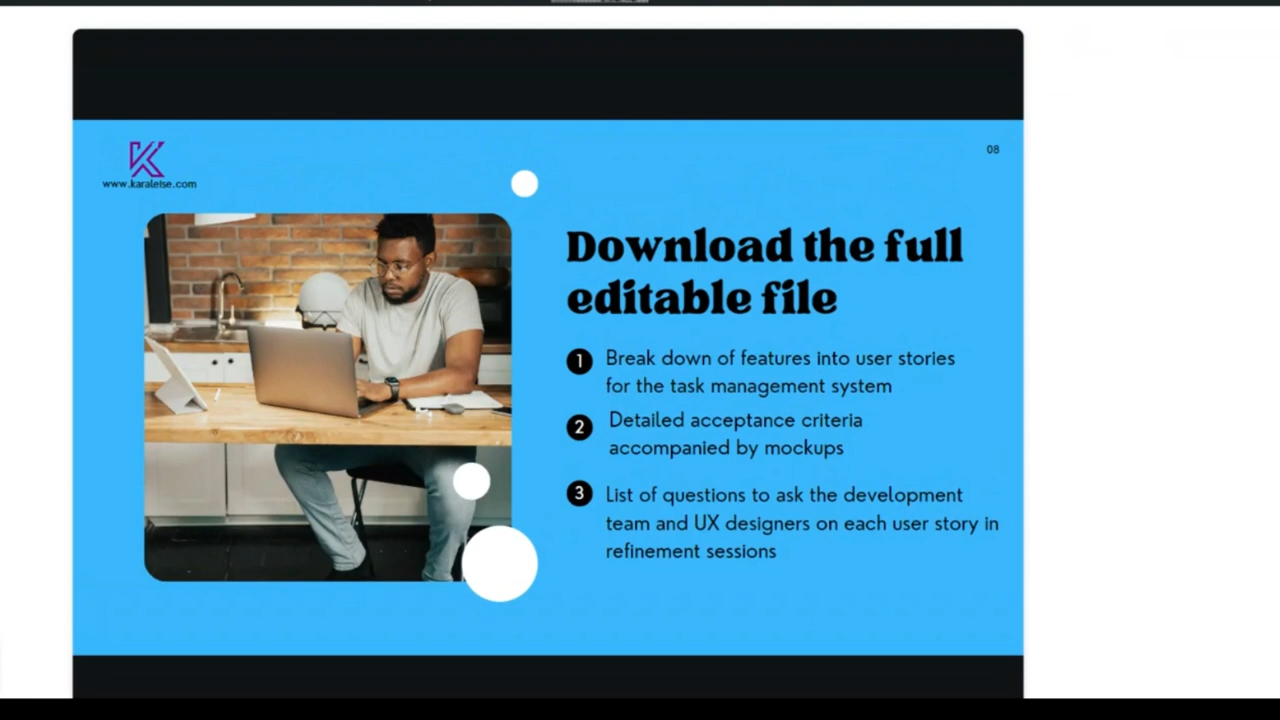 www.karaleise.com
08
Download the full
editable file
1 Break down of features into user stories
for the task management system
2 Detailed acceptance criteria
accompanied by mockups
3 List of questions to ask the development
team and UX designers on each user story in
refinement sessions